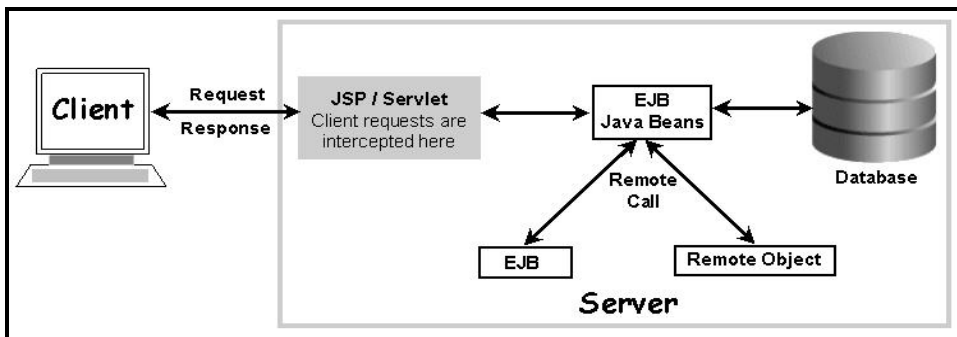 Client
Request
Response
JSP / Servlet
Client requests are
intercepted here
EJB
Java Beans
Database
Remote
Call
EJB
Remote Object
Server